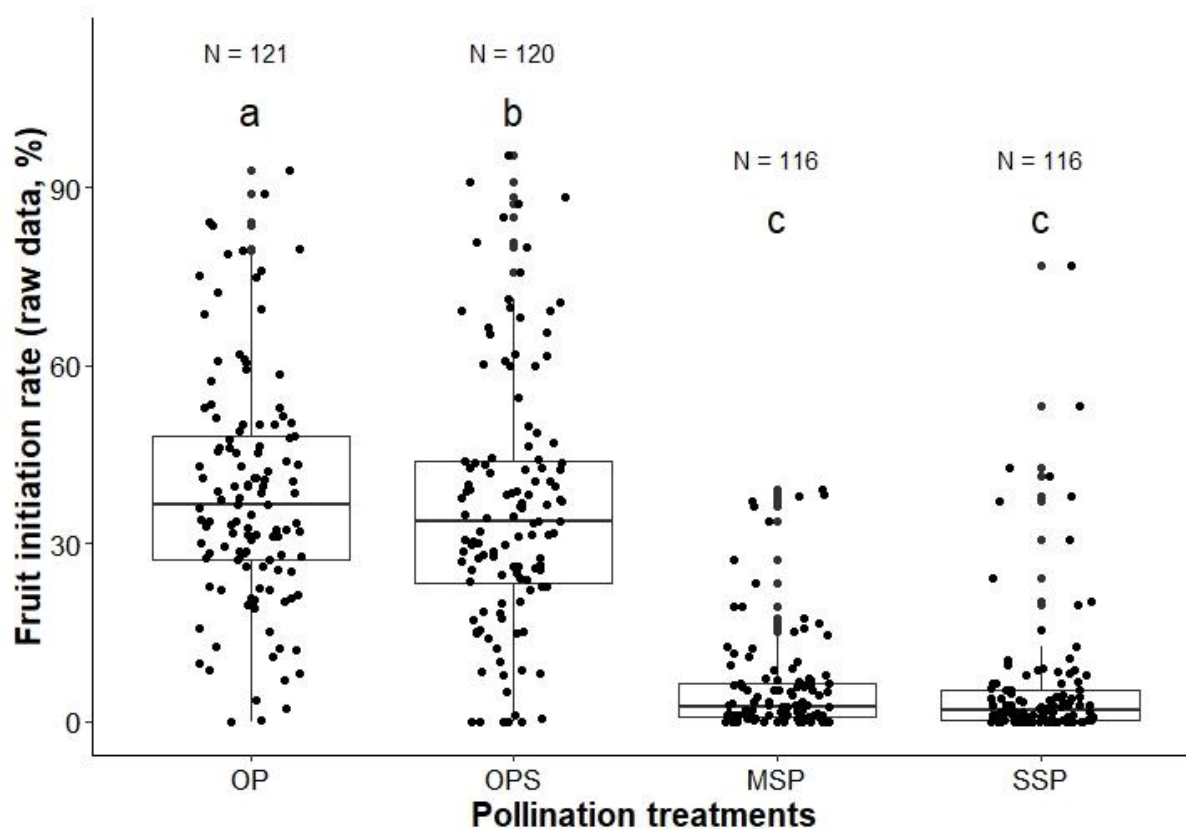 N = 121
N = 120
a
b
N = 116
N = 116
c
c
Fruit initiation rate (raw data, %)
90
60
30
0
OP
OPS
MSP
SSP
Pollination treatments